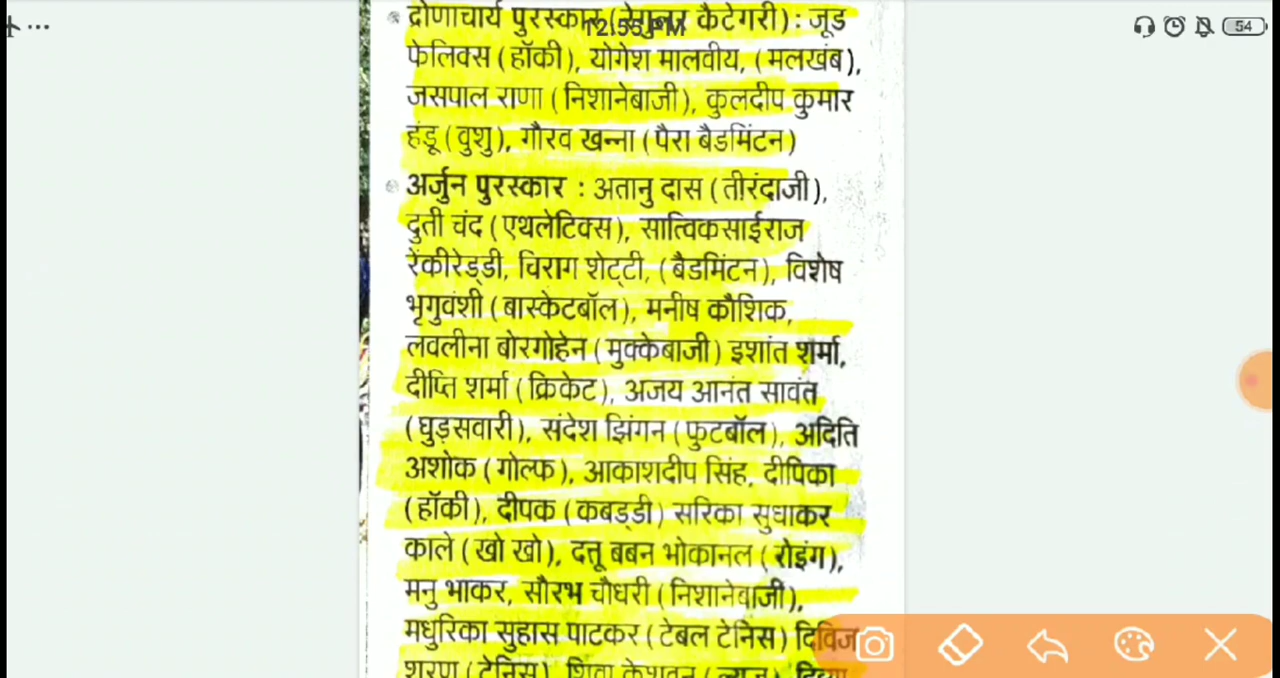 द्रोणाचार्य पुरस्कार (रेगुलर कैटेगरी) : जूड
12:55 PM
54
फेलिक्स (हॉकी), योगेश मालवीय, (मलखंब),
जसपाल राणा (निशानेबाजी), कुलदीप कुमार
हंडू (वुशु), गौरव खन्ना (पैरा बैडमिंटन)
अर्जुन पुरस्कार : अतानु दास (तीरंदाजी),
दुती चंद (एथलेटिक्स), सात्विकसाईराज
रेंकीरेड्डी, चिराग शेट्टी, (बैडमिंटन), विशेष
भृगुवंशी (बास्केटबॉल), मनीष कौशिक,
लवलीना बोरगोहेन (मुक्केबाजी) इशांत शर्मा,
दीप्ति शर्मा (क्रिकेट), अजय आनंत सावंत
(घुड़सवारी), संदेश झिंगन (फुटबॉल), अदिति
अशोक (गोल्फ), आकाशदीप सिंह, दीपिका
(हॉकी), दीपक (कबड्डी) सरिका सुधाकर
काले (खो खो), दत्तू बबन भोकानल (रोइंग),
मनु भाकर, सौरभ चौधरी (निशानेबाजी),
मधुरिका सुहास पाटकर (टेबल टेनिस) दिविज
शरण (टेनिस), शिवा केशवन